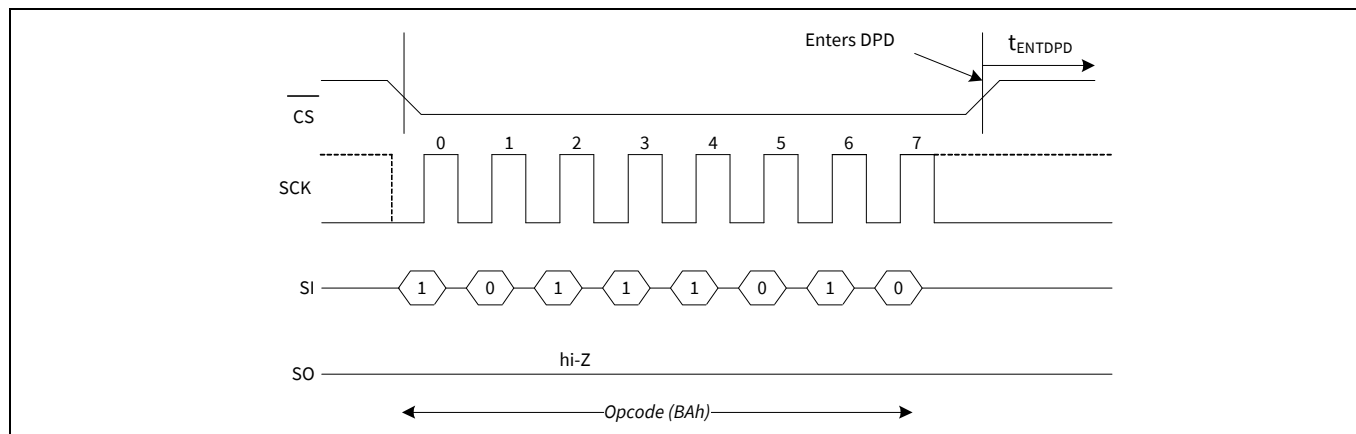 Enters DPD
tENTDPD
CS
0 1 2 3 4 5 6 7
SCK
SI
1 0 1 1 1 0 1 0
hi-Z
SO
Opcode (BAh)